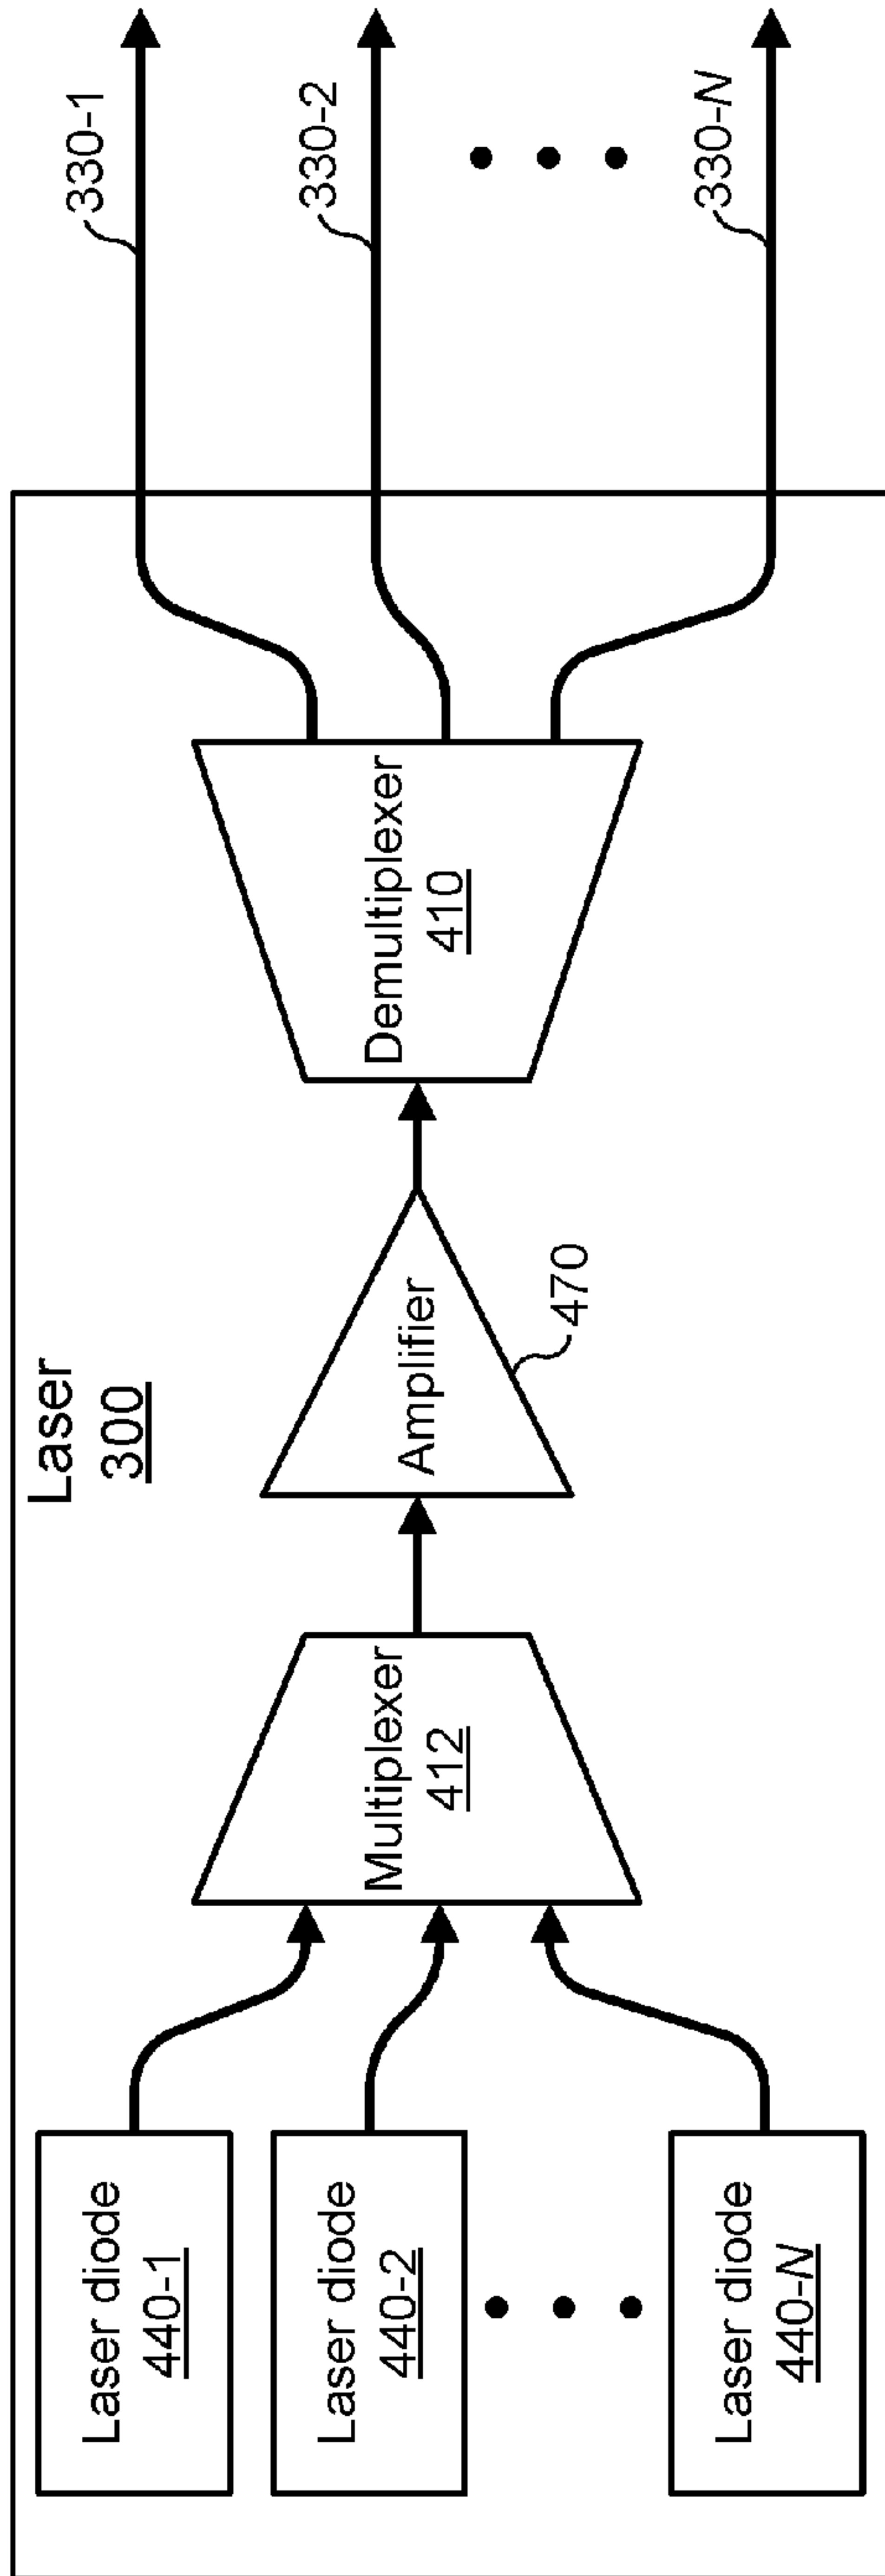 Laser
300
Laser diode
440-1
Laser diode
440-2
Laser diode
440-N
Multiplexer
412
Amplifier
470
Demultiplexer
410
330-1
330-2
330-N